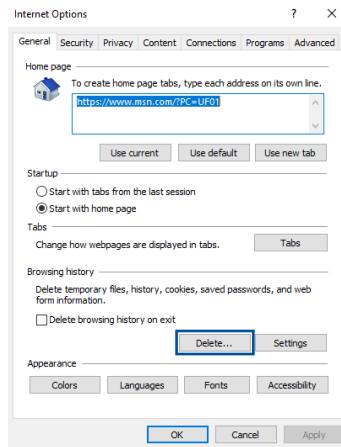 Internet Options ? ×
General Security Privacy Content Connections Programs Advanced
Home page
To create home page tabs, type each address on its own line.
https://www.msn.com/?PC=UF01
Use current Use default Use new tab
Startup
Start with tabs from the last session
Start with home page
Tabs
Change how webpages are displayed in tabs. Tabs
Browsing history
Delete temporary files, history, cookies, saved passwords, and web
form information.
Delete browsing history on exit
Delete... Settings
Appearance
Colors Languages Fonts Accessibility
OK Cancel Apply